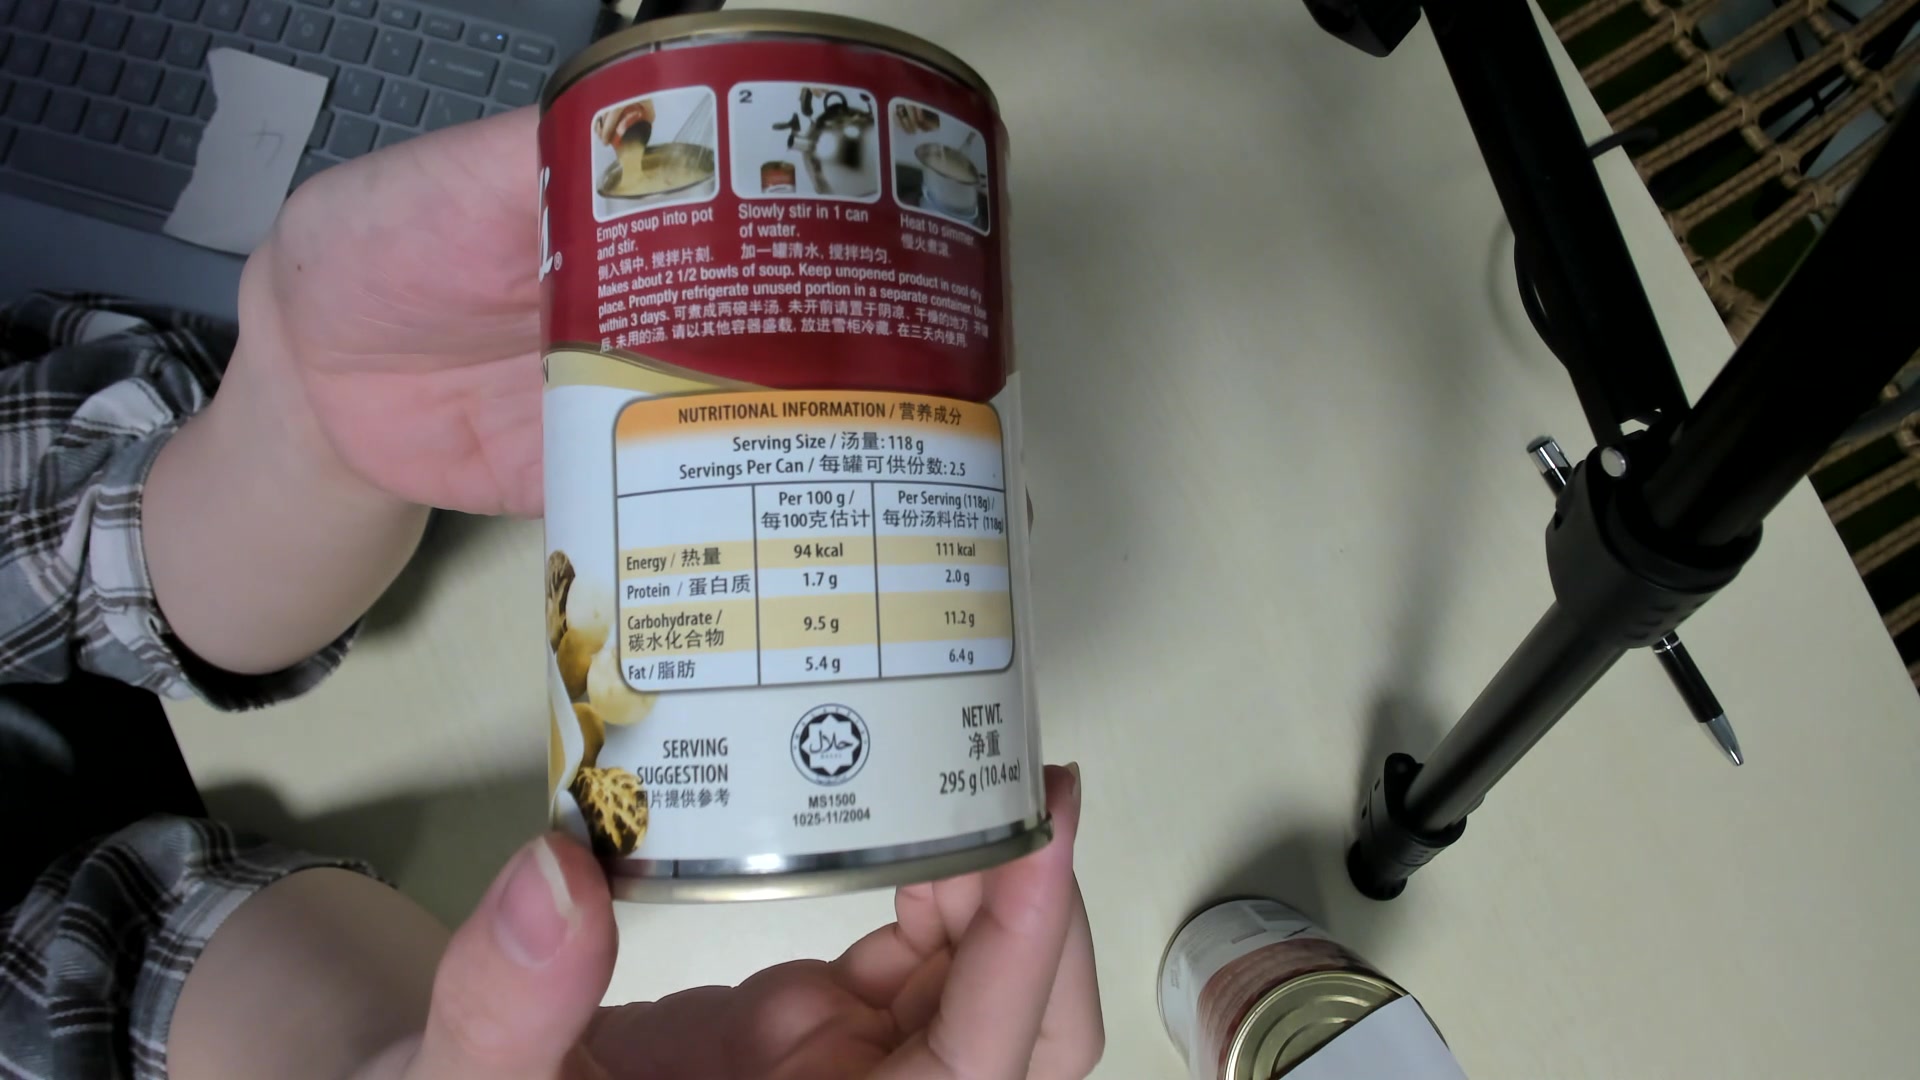 2
Empty soup into pot
and stir.
倒入锅中, 搅拌片刻.
Slowly stir in 1 can
of water.
加一罐清水, 搅拌均匀.
Heat to simmer.
慢火煮滚.
Makes about 2 1/2 bowls of soup. Keep unopened product in cool dry
place. Promptly refrigerate unused portion in a separate container. Use
within 3 days. 可煮成两碗半汤. 未开前请置于阴凉、干燥的地方. 开罐
后, 未用的汤, 请以其他容器盛载, 放进雪柜冷藏. 在三天内使用.
NUTRITIONAL INFORMATION / 营养成分
Serving Size / 汤量: 118 g
Servings Per Can / 每罐可供份数: 2.5
Per 100 g /
每100克估计
Per Serving (118g) /
每份汤料估计 (118g)
Energy / 热量 94 kcal 111 kcal
Protein / 蛋白质 1.7 g 2.0 g
Carbohydrate /
碳水化合物 9.5 g 11.2 g
Fat / 脂肪 5.4 g 6.4 g
SERVING
SUGGESTION
图片提供参考
حلال
MS1500
1025-11/2004
NET WT.
净重
295 g (10.4 oz)